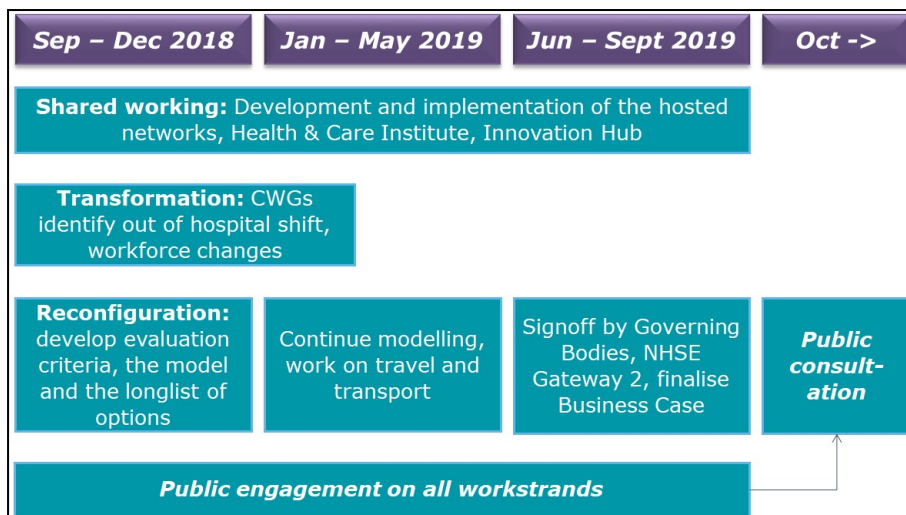 Sep – Dec 2018
Jan – May 2019
Jun – Sept 2019
Oct ->
Shared working: Development and implementation of the hosted
networks, Health & Care Institute, Innovation Hub
Transformation: CWGs
identify out of hospital shift,
workforce changes
Reconfiguration:
develop evaluation
criteria, the model
and the longlist of
options
Continue modelling,
work on travel and
transport
Signoff by Governing
Bodies, NHSE
Gateway 2, finalise
Business Case
Public
consult-
ation
Public engagement on all workstrands